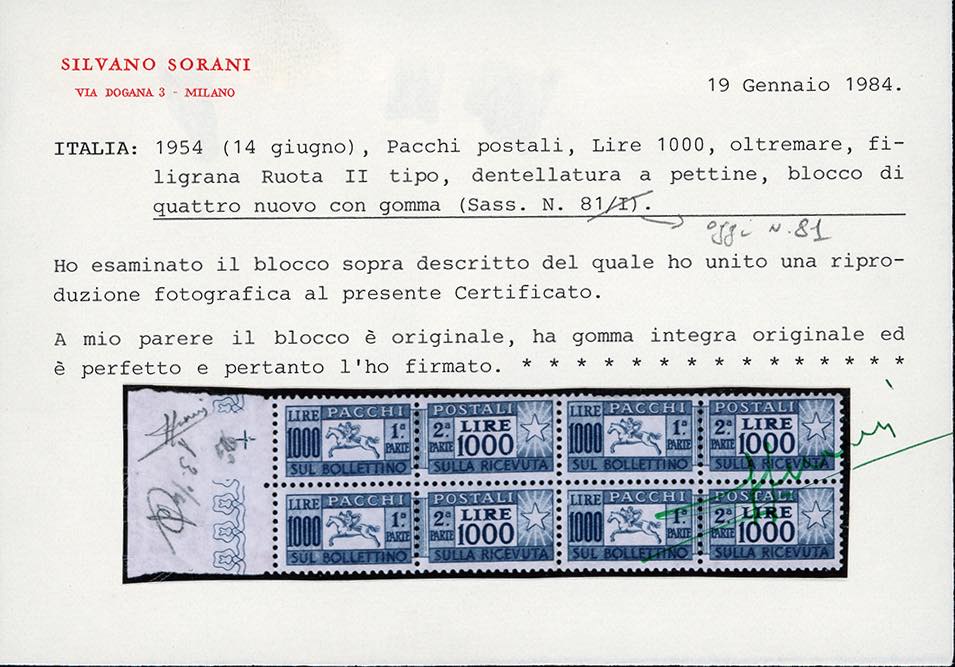 SILVANO SORANI
VIA DOGANA 3 - MILANO
19 Gennaio 1984.
ITALIA: 1954 (14 giugno), Pacchi postali, Lire 1000, oltremare, fi-
ligrana Ruota II tipo, dentellatura a pettine, blocco di
quattro nuovo con gomma (Sass. N. 81/I).
oggi N. 81
Ho esaminato il blocco sopra descritto del quale ho unito una ripro-
duzione fotografica al presente Certificato.
A mio parere il blocco è originale, ha gomma integra originale ed
è perfetto e pertanto l'ho firmato. * * * * * * * * * * * * * * *
LIRE 1000 PACCHI 1ª PARTE SUL BOLLETTINO
POSTALI 2ª PARTE LIRE 1000 SULLA RICEVUTA
LIRE 1000 PACCHI 1ª PARTE SUL BOLLETTINO
POSTALI 2ª PARTE LIRE 1000 SULLA RICEVUTA
LIRE 1000 PACCHI 1ª PARTE SUL BOLLETTINO
POSTALI 2ª PARTE LIRE 1000 SULLA RICEVUTA
LIRE 1000 PACCHI 1ª PARTE SUL BOLLETTINO
POSTALI 2ª PARTE LIRE 1000 SULLA RICEVUTA